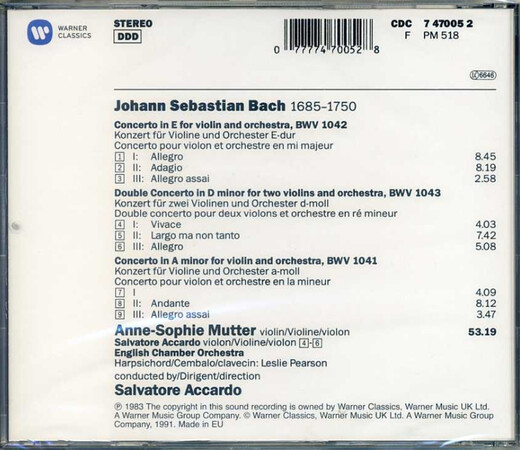 WARNER
CLASSICS
STEREO
DDD
0 77774 70052 8
CDC 7 47005 2
F PM 518
LC 6646
Johann Sebastian Bach 1685–1750
Concerto in E for violin and orchestra, BWV 1042
Konzert für Violine und Orchester E-dur
Concerto pour violon et orchestre en mi majeur
1 I: Allegro 8.45
2 II: Adagio 8.19
3 III: Allegro assai 2.58
Double Concerto in D minor for two violins and orchestra, BWV 1043
Konzert für zwei Violinen und Orchester d-moll
Double concerto pour deux violons et orchestre en ré mineur
4 I: Vivace 4.03
5 II: Largo ma non tanto 7.42
6 III: Allegro 5.08
Concerto in A minor for violin and orchestra, BWV 1041
Konzert für Violine und Orchester a-moll
Concerto pour violon et orchestre en la mineur
7 I 4.09
8 II: Andante 8.12
9 III: Allegro assai 3.47
Anne-Sophie Mutter violin/Violine/violon 53.19
Salvatore Accardo violon/Violine/violon 4-6
English Chamber Orchestra
Harpsichord/Cembalo/clavecin: Leslie Pearson
conducted by/Dirigent/direction
Salvatore Accardo
℗ 1983 The copyright in this sound recording is owned by Warner Classics, Warner Music UK Ltd.
A Warner Music Group Company. © Warner Classics, Warner Music UK Ltd. A Warner Music Group
Company, 1991. Made in EU